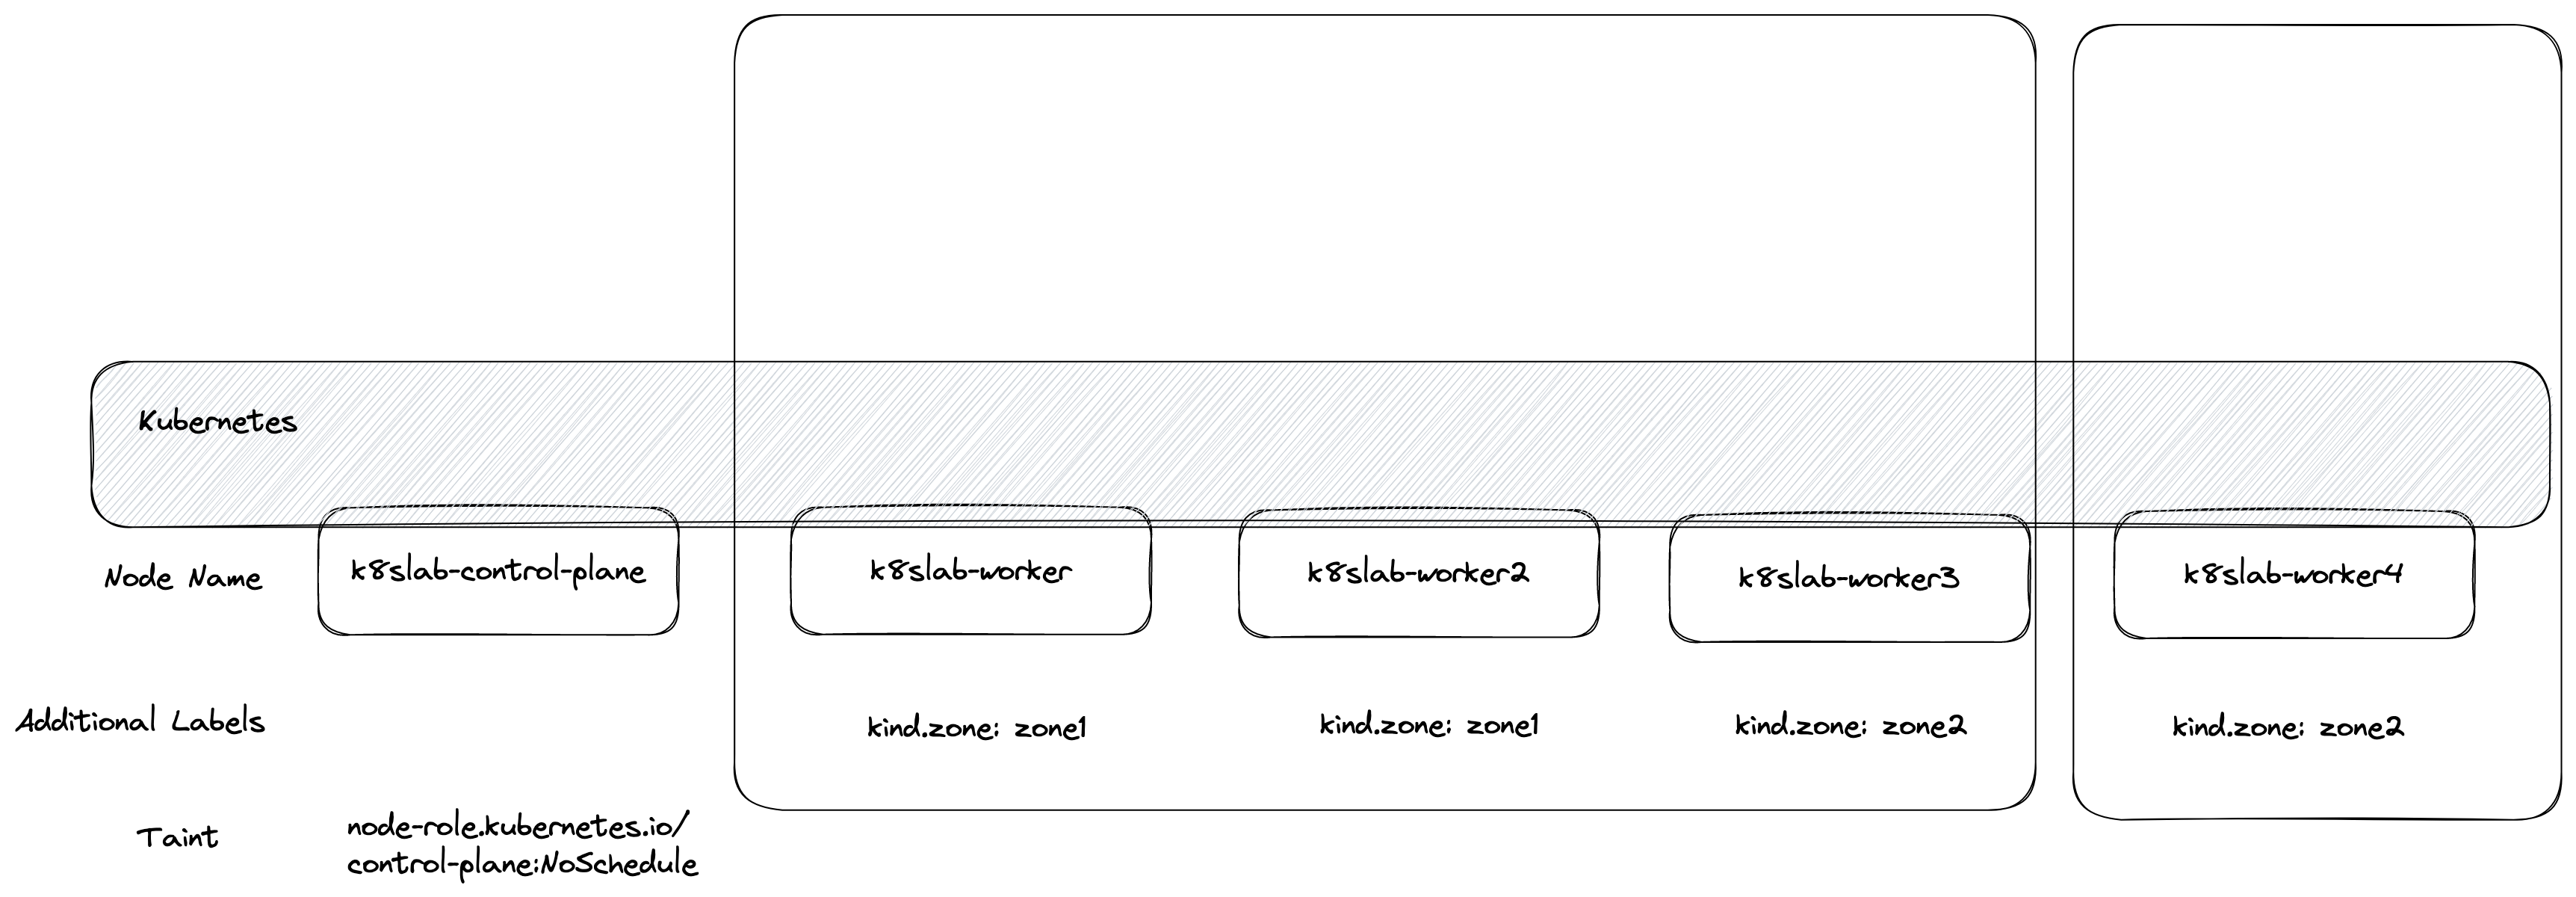 Kubernetes
Node Name
k8slab-control-plane
k8slab-worker
k8slab-worker2
k8slab-worker3
k8slab-worker4
Additional Labels
kind.zone: zone1
kind.zone: zone1
kind.zone: zone2
kind.zone: zone2
Taint
node-role.kubernetes.io/
control-plane:NoSchedule